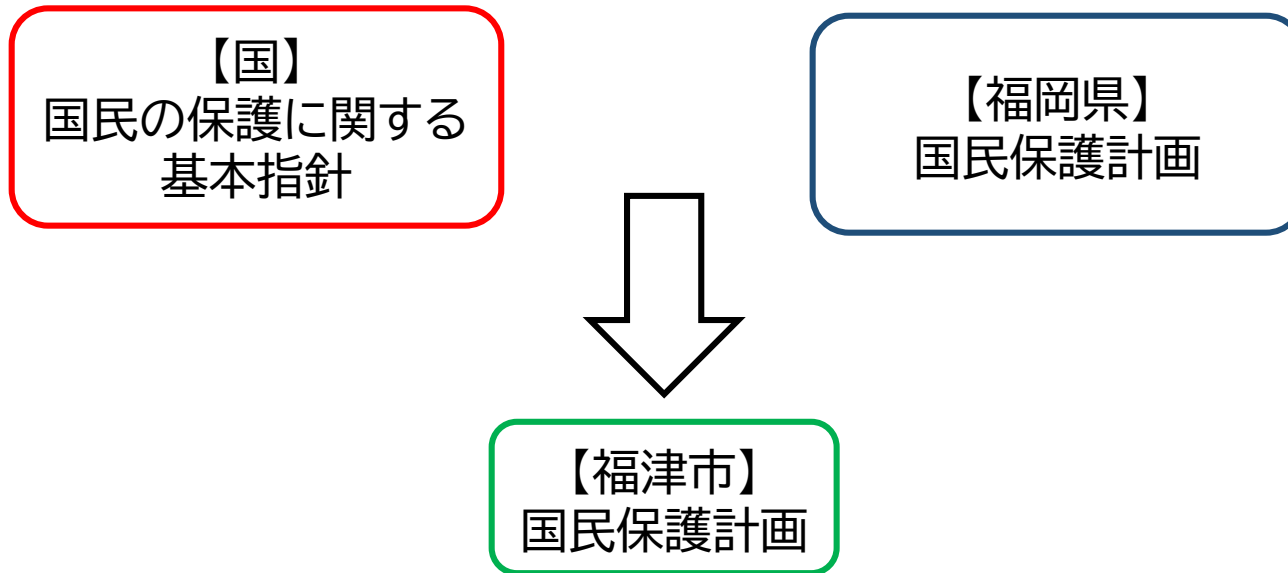 【国】
国民の保護に関する
基本指針
【福岡県】
国民保護計画
【福津市】
国民保護計画